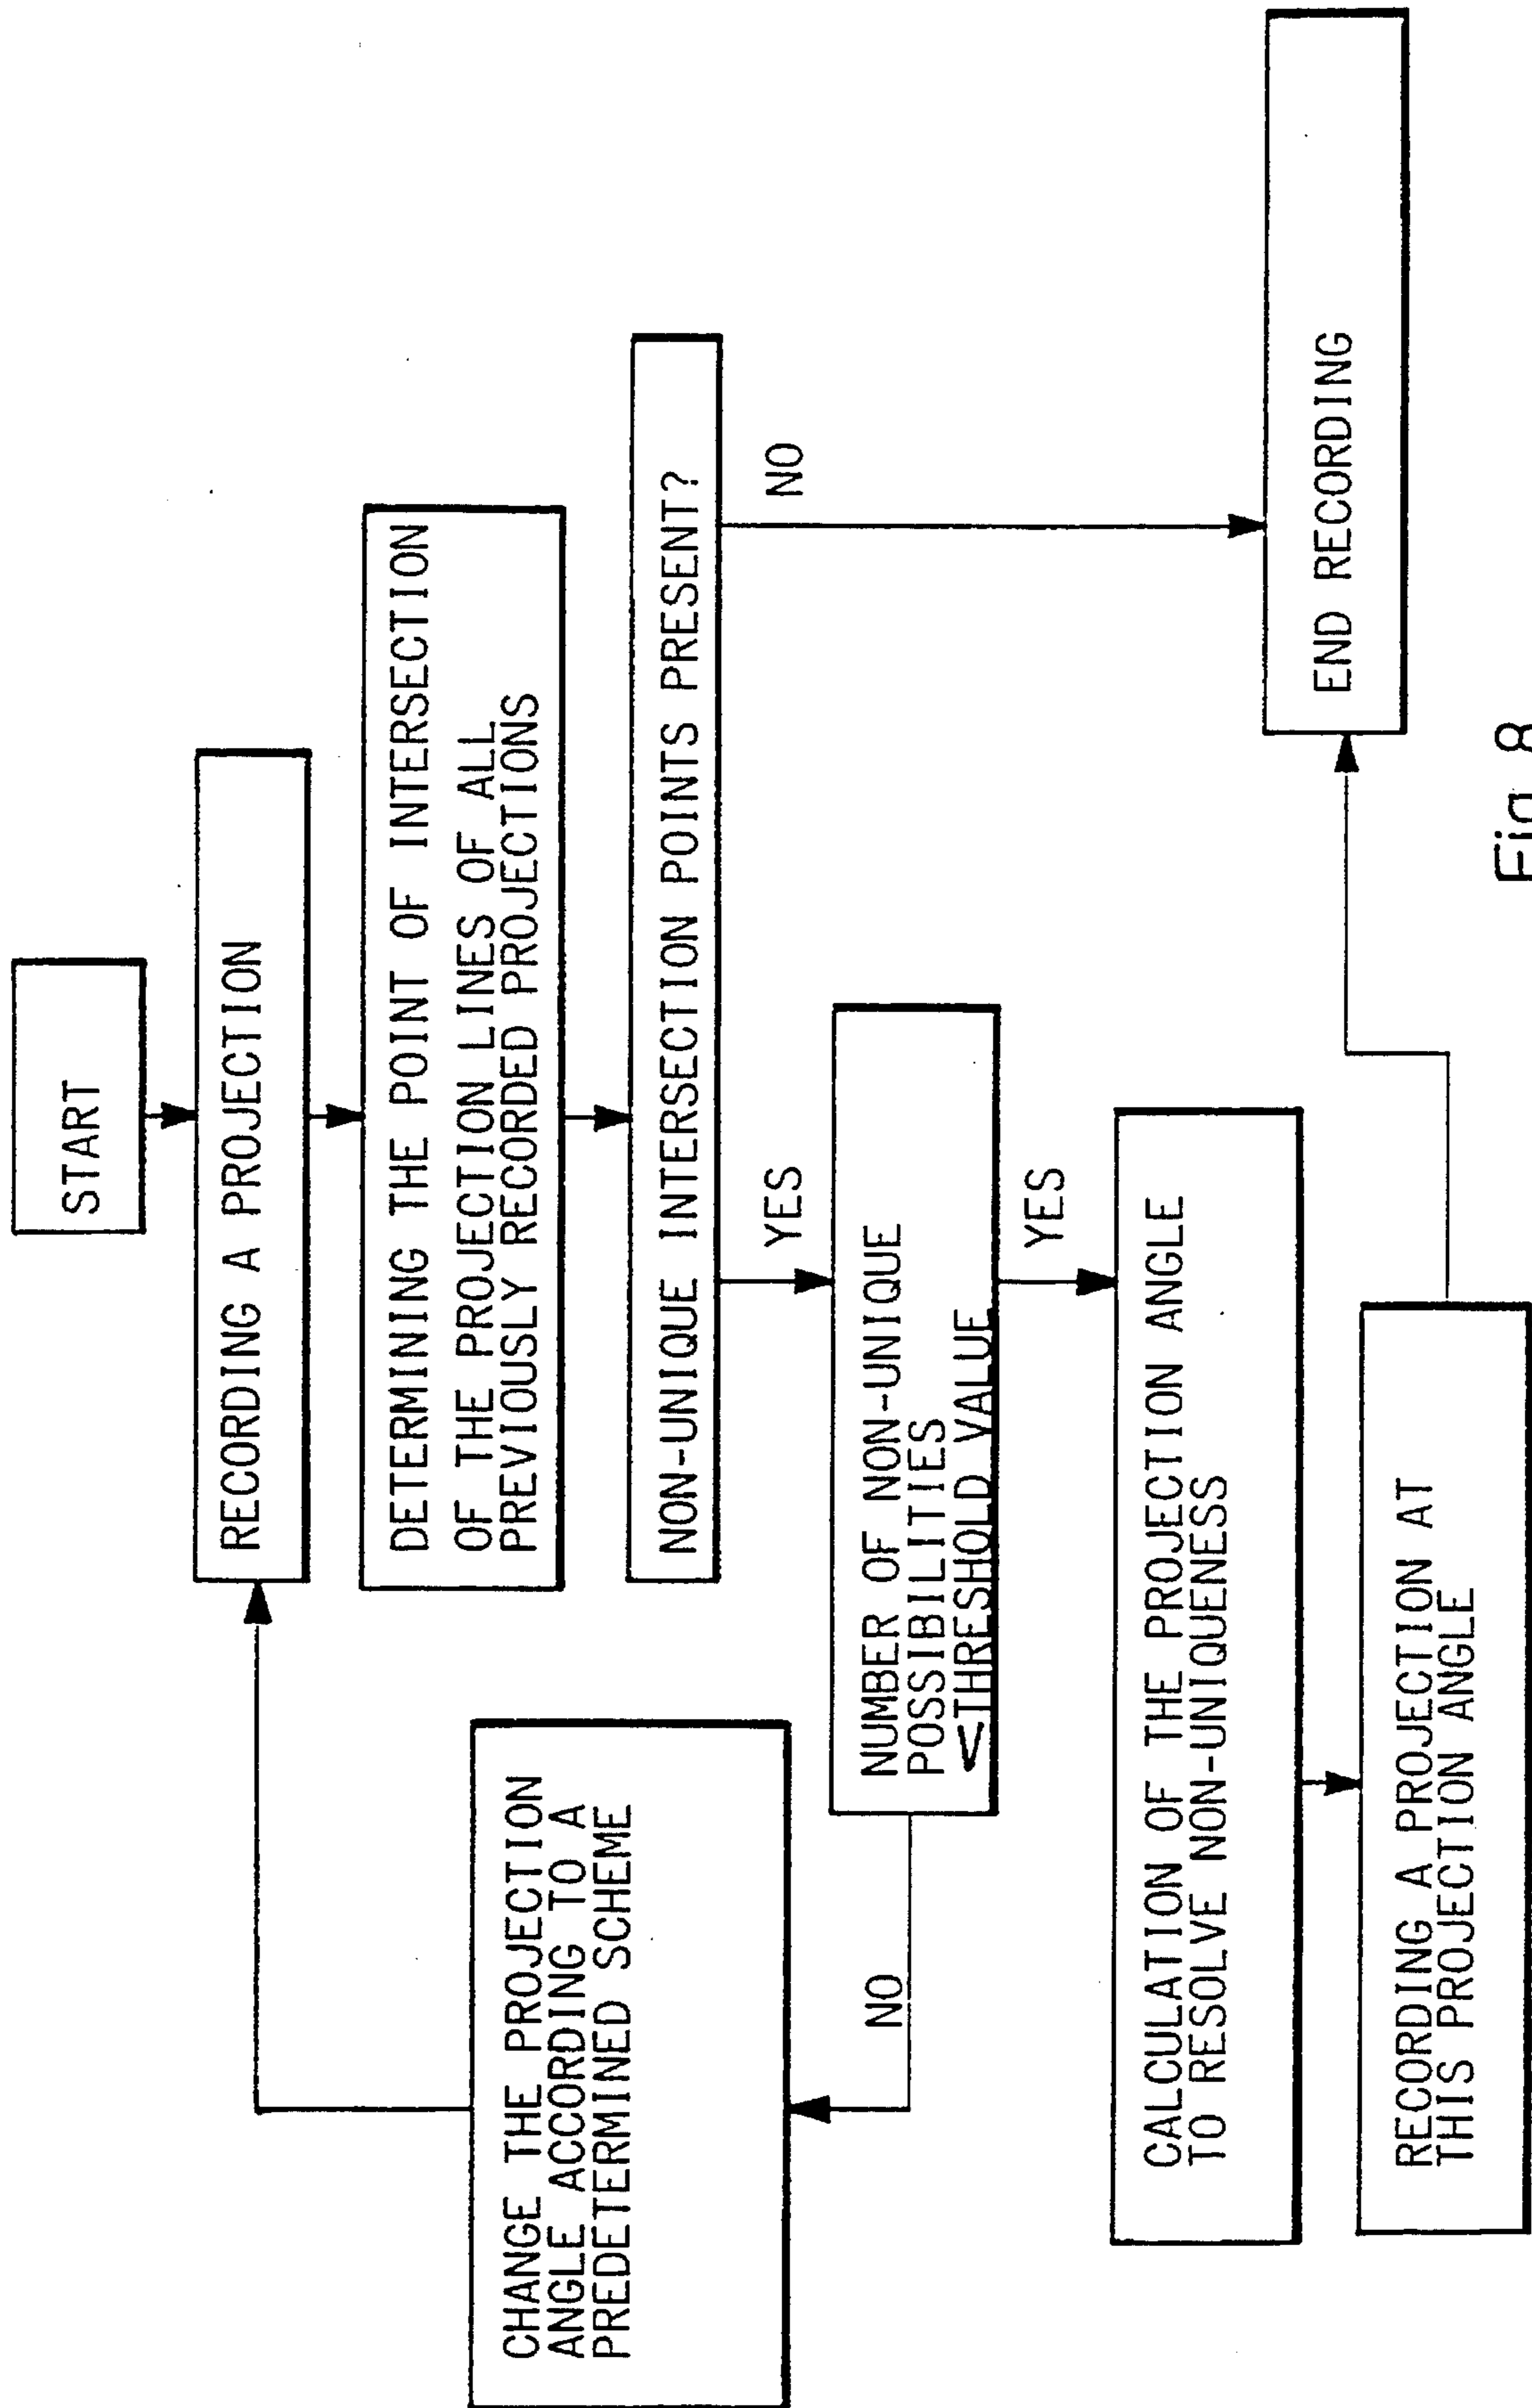 START
RECORDING A PROJECTION
DETERMINING THE POINT OF INTERSECTION
OF THE PROJECTION LINES OF ALL
PREVIOUSLY RECORDED PROJECTIONS
NON-UNIQUE INTERSECTION POINTS PRESENT?
YES
NO
CHANGE THE PROJECTION
ANGLE ACCORDING TO A
PREDETERMINED SCHEME
NUMBER OF NON-UNIQUE
POSSIBILITIES
<THRESHOLD VALUE
NO
YES
CALCULATION OF THE PROJECTION ANGLE
TO RESOLVE NON-UNIQUENESS
RECORDING A PROJECTION AT
THIS PROJECTION ANGLE
END RECORDING
Fig. 8